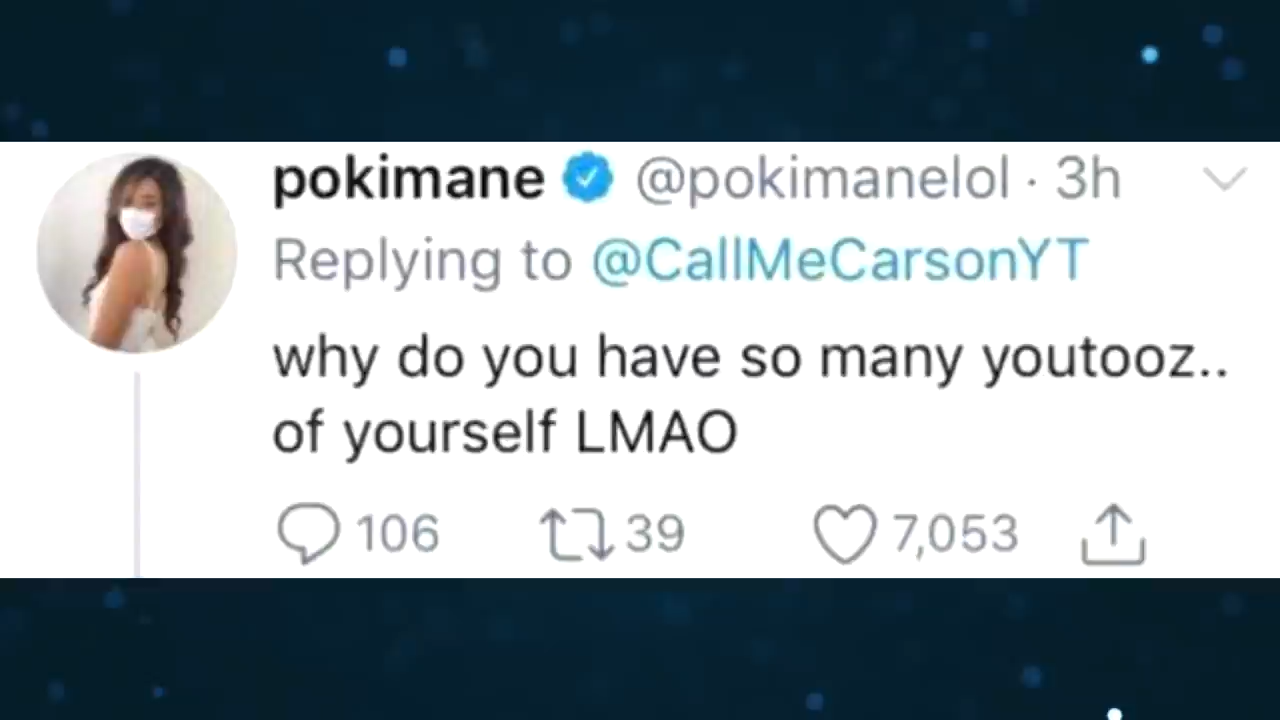 pokimane @pokimanelol · 3h
Replying to @CallMeCarsonYT
why do you have so many youtooz..
of yourself LMAO
106 39 7,053